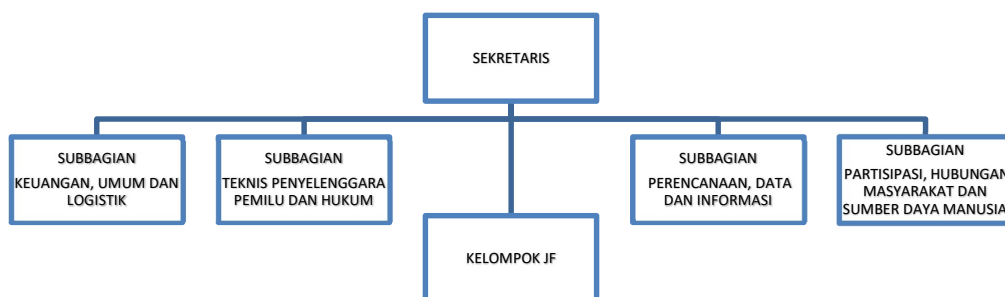 SEKRETARIS
SUBBAGIAN
KEUANGAN, UMUM DAN
LOGISTIK
SUBBAGIAN
TEKNIS PENYELENGGARA
PEMILU DAN HUKUM
SUBBAGIAN
PERENCANAAN, DATA
DAN INFORMASI
SUBBAGIAN
PARTISIPASI, HUBUNGAN
MASYARAKAT DAN
SUMBER DAYA MANUSIA
KELOMPOK JF